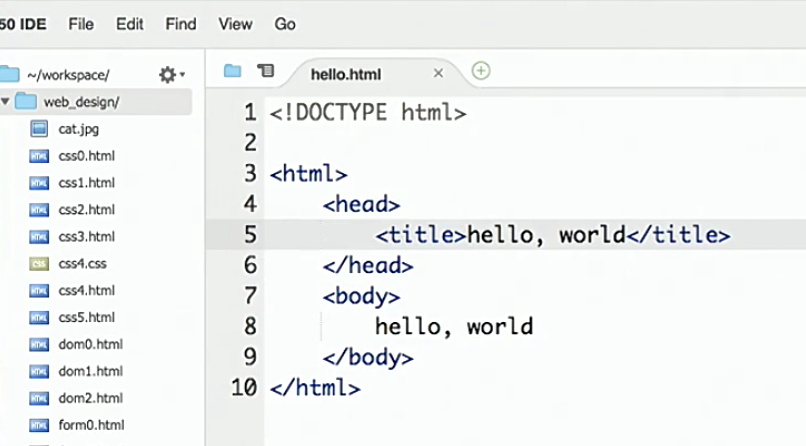 50 IDE File Edit Find View Go
~/workspace/
web_design/
cat.jpg
css0.html
css1.html
css2.html
css3.html
css4.css
css4.html
css5.html
dom0.html
dom1.html
dom2.html
form0.html
hello.html
1 <!DOCTYPE html>
2
3 <html>
4     <head>
5         <title>hello, world</title>
6     </head>
7     <body>
8         hello, world
9     </body>
10 </html>